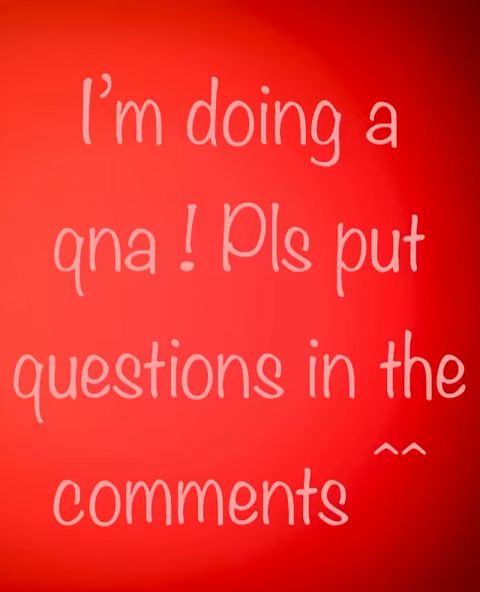 I'm doing a
qna ! Pls put
questions in the
comments ^^